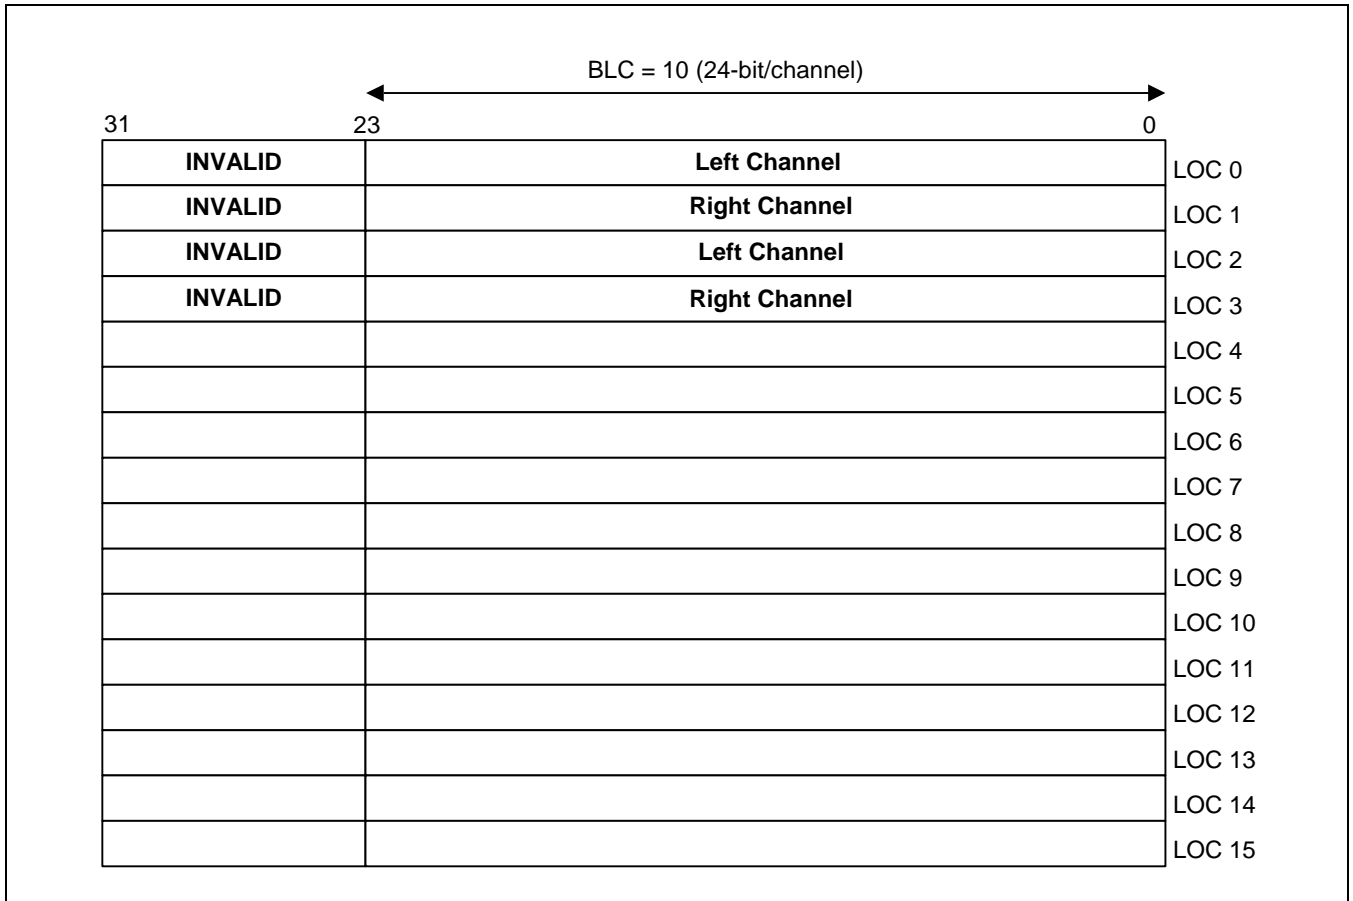 BLC = 10 (24-bit/channel)
31 23 0
INVALID Left Channel LOC 0
INVALID Right Channel LOC 1
INVALID Left Channel LOC 2
INVALID Right Channel LOC 3
LOC 4
LOC 5
LOC 6
LOC 7
LOC 8
LOC 9
LOC 10
LOC 11
LOC 12
LOC 13
LOC 14
LOC 15